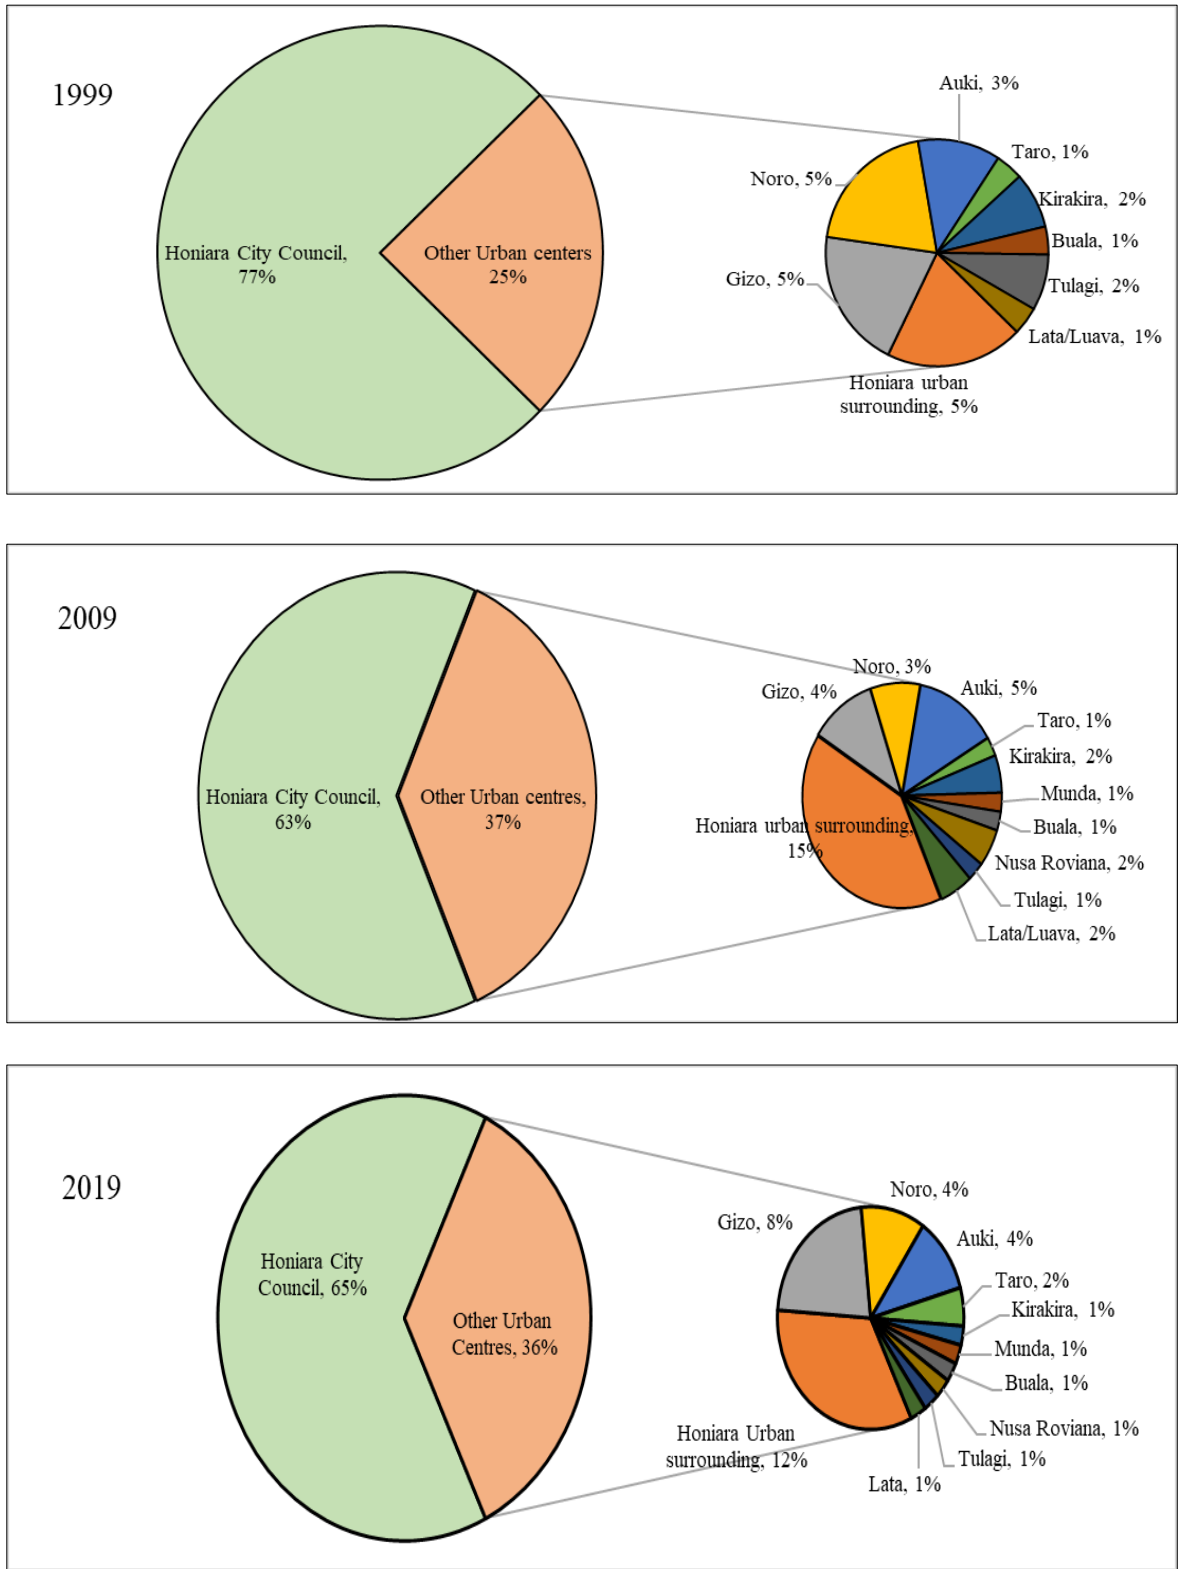 1999
Auki, 3%
Taro, 1%
Noro, 5%
Kirakira, 2%
Honiara City Council,
77%
Other Urban centers
25%
Buala, 1%
Gizo, 5%
Tulagi, 2%
Lata/Luava, 1%
Honiara urban
surrounding, 5%
2009
Noro, 3%
Gizo, 4%
Auki, 5%
Taro, 1%
Kirakira, 2%
Honiara City Council,
63%
Other Urban centres,
37%
Munda, 1%
Honiara urban surrounding,
15%
Buala, 1%
Nusa Roviana, 2%
Tulagi, 1%
Lata/Luava, 2%
2019
Noro, 4%
Gizo, 8%
Auki, 4%
Taro, 2%
Honiara City
Council, 65%
Kirakira, 1%
Other Urban
Centres, 36%
Munda, 1%
Buala, 1%
Nusa Roviana, 1%
Honiara Urban
surrounding, 12%
Tulagi, 1%
Lata, 1%